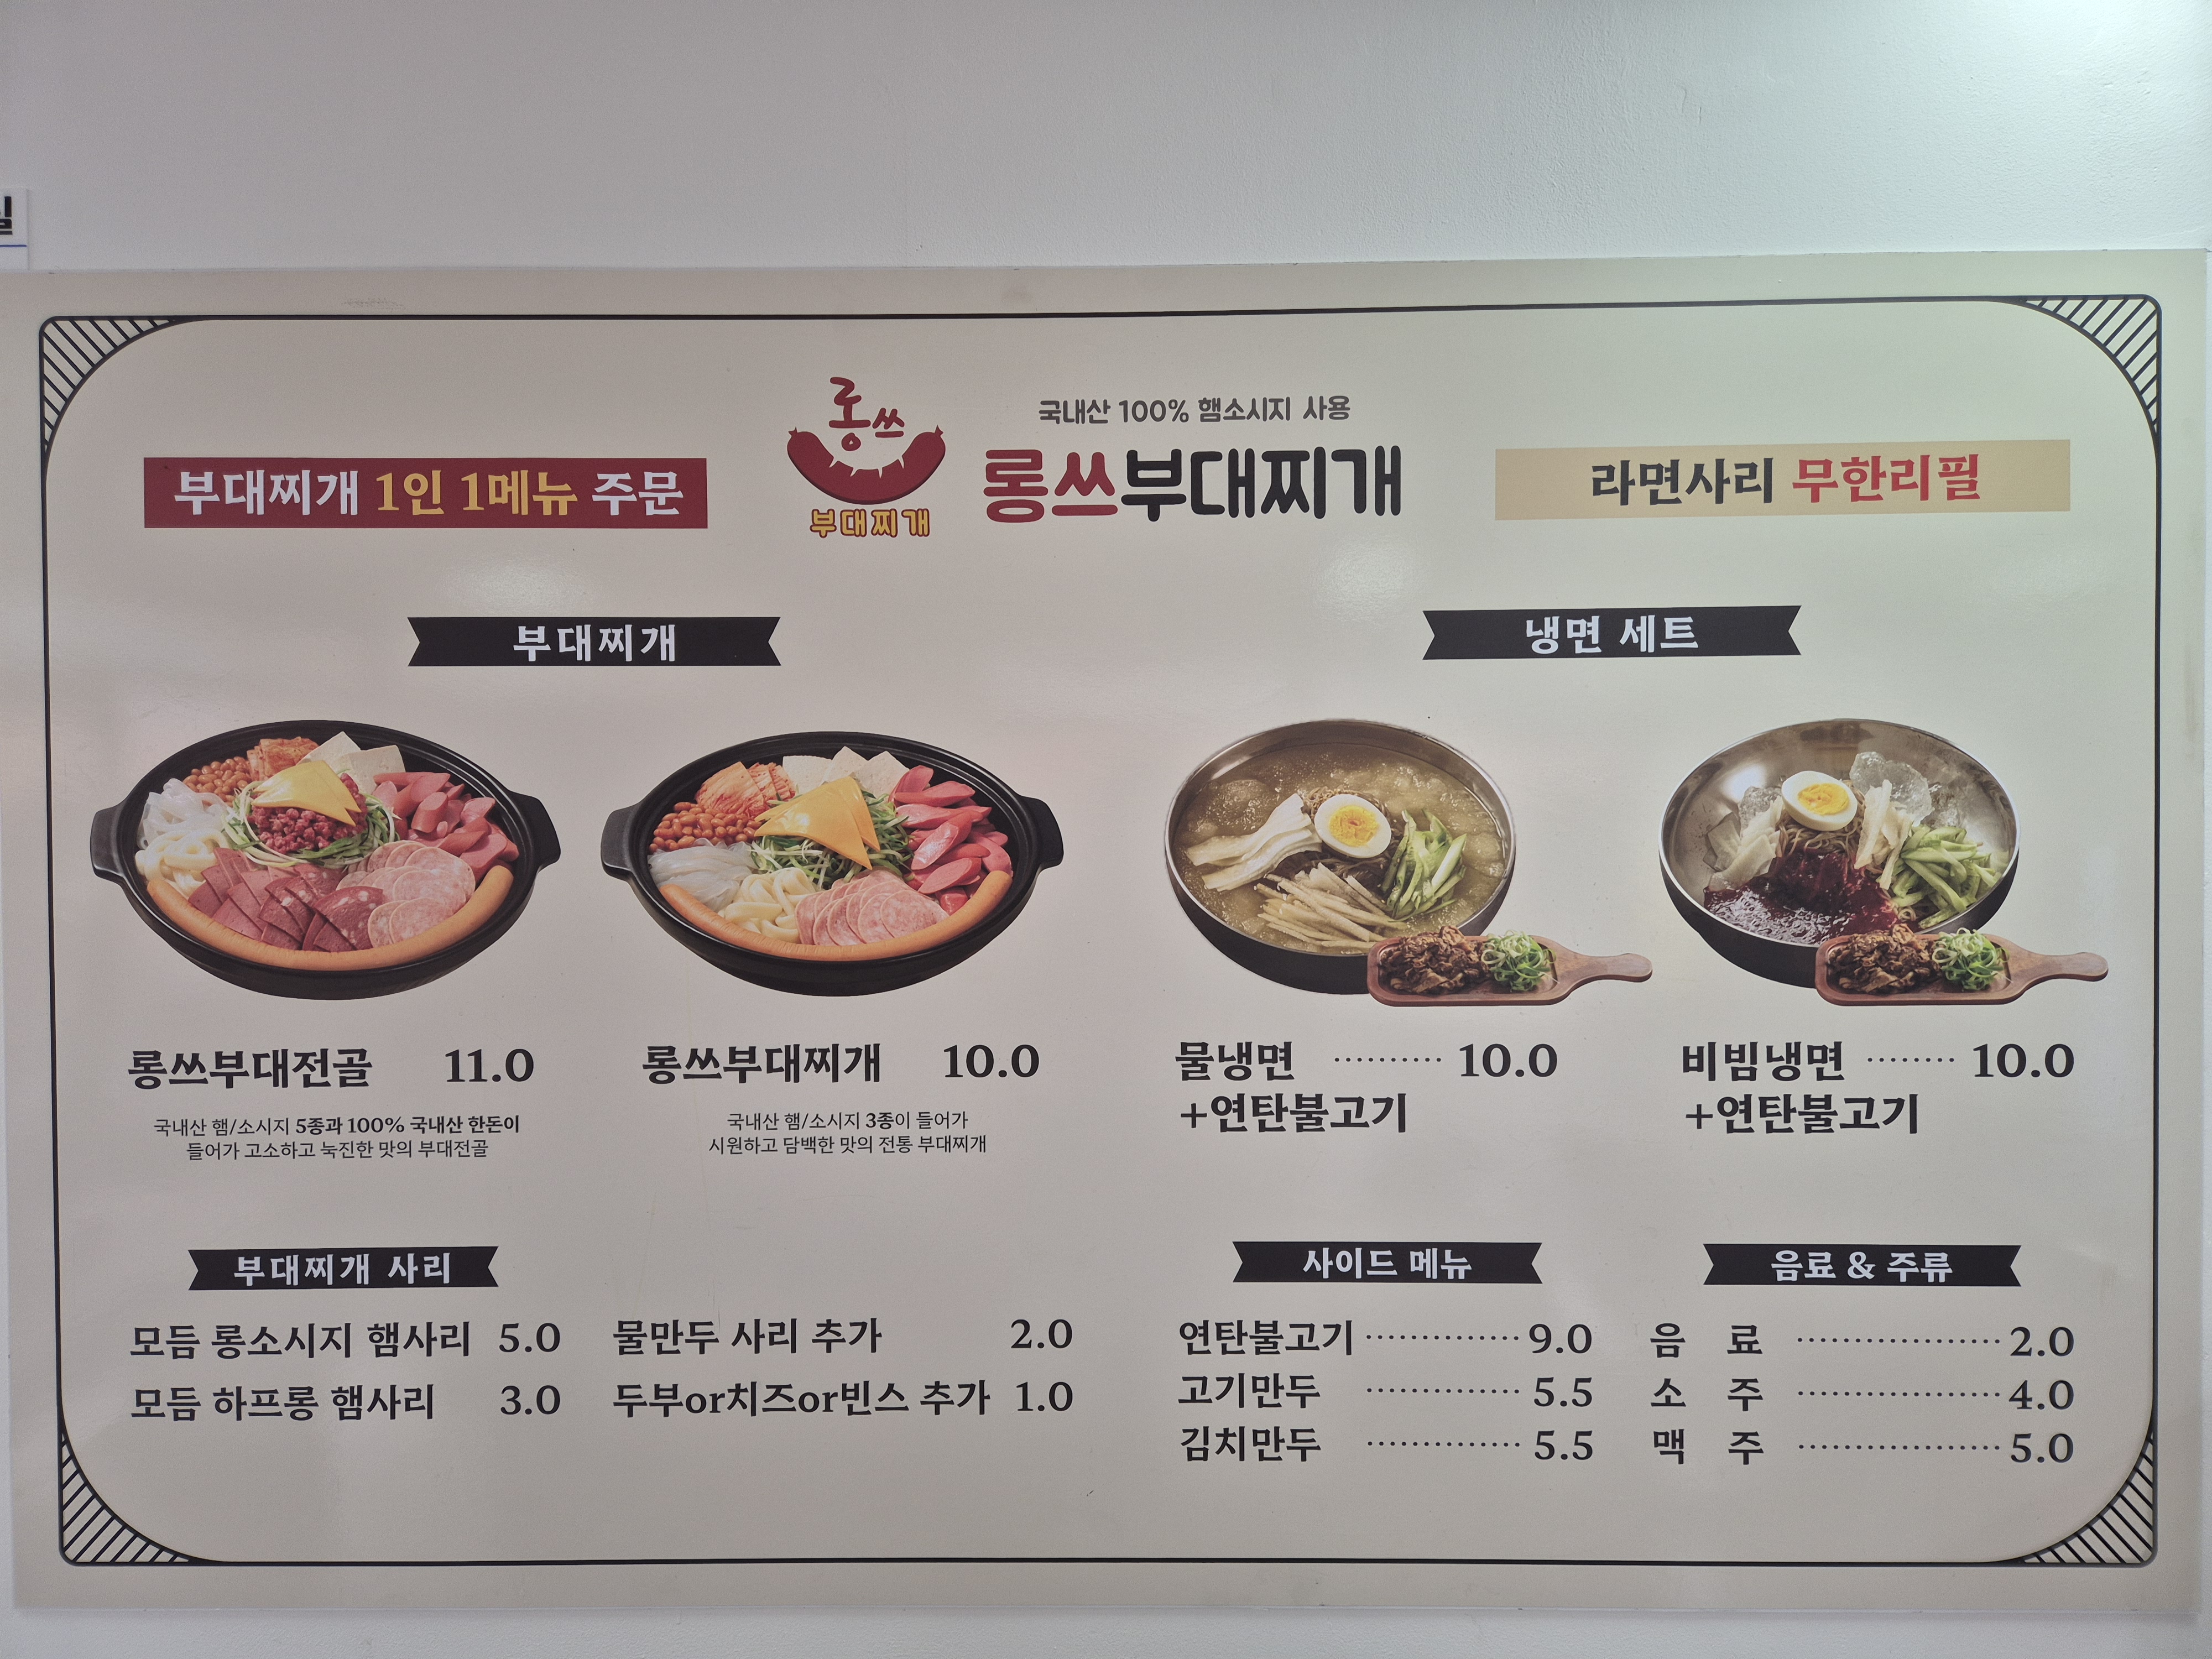 롱쓰
부대찌개
국내산 100% 햄소시지 사용
롱쓰부대찌개
부대찌개 1인 1메뉴 주문
라면사리 무한리필
부대찌개
롱쓰부대전골 11.0
국내산 햄/소시지 5종과 100% 국내산 한돈이
들어가 고소하고 눅진한 맛의 부대전골
롱쓰부대찌개 10.0
국내산 햄/소시지 3종이 들어가
시원하고 담백한 맛의 전통 부대찌개
냉면 세트
물냉면 ·········· 10.0
+연탄불고기
비빔냉면 ········ 10.0
+연탄불고기
부대찌개 사리
모듬 롱소시지 햄사리 5.0
모듬 하프롱 햄사리 3.0
물만두 사리 추가 2.0
두부or치즈or빈스 추가 1.0
사이드 메뉴
연탄불고기 ·············· 9.0
고기만두 ·············· 5.5
김치만두 ·············· 5.5
음료 & 주류
음 료 ·················· 2.0
소 주 ·················· 4.0
맥 주 ·················· 5.0